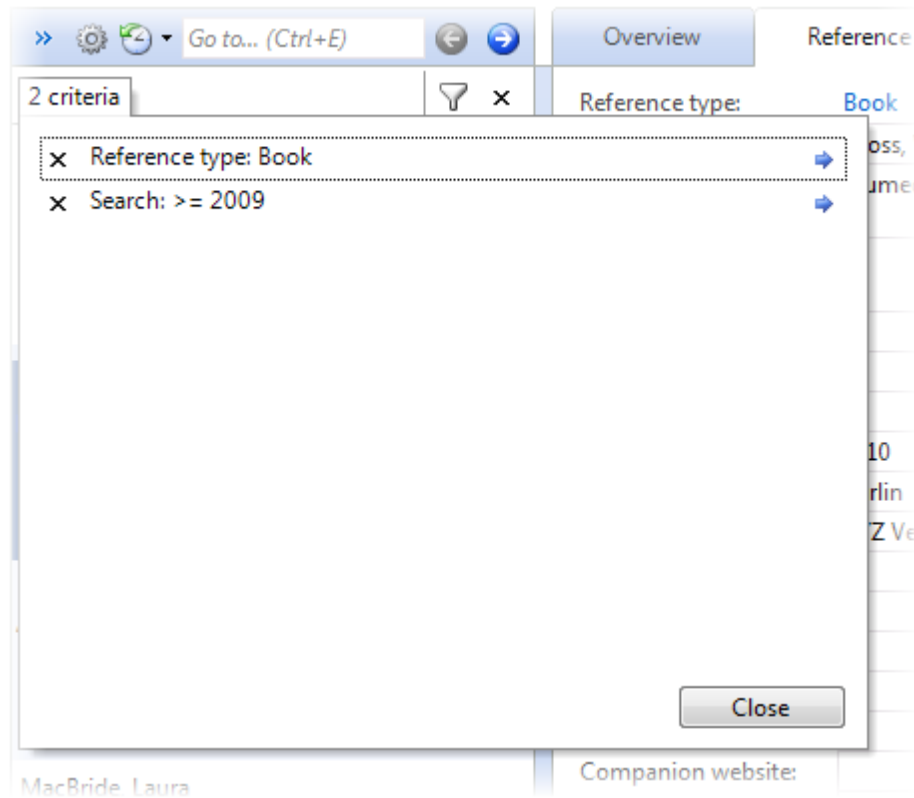 Go to... (Ctrl+E)
Overview
Reference
2 criteria
Reference type:
Book
Reference type: Book
Search: >= 2009
10
Close
Companion website:
MacBride, Laura